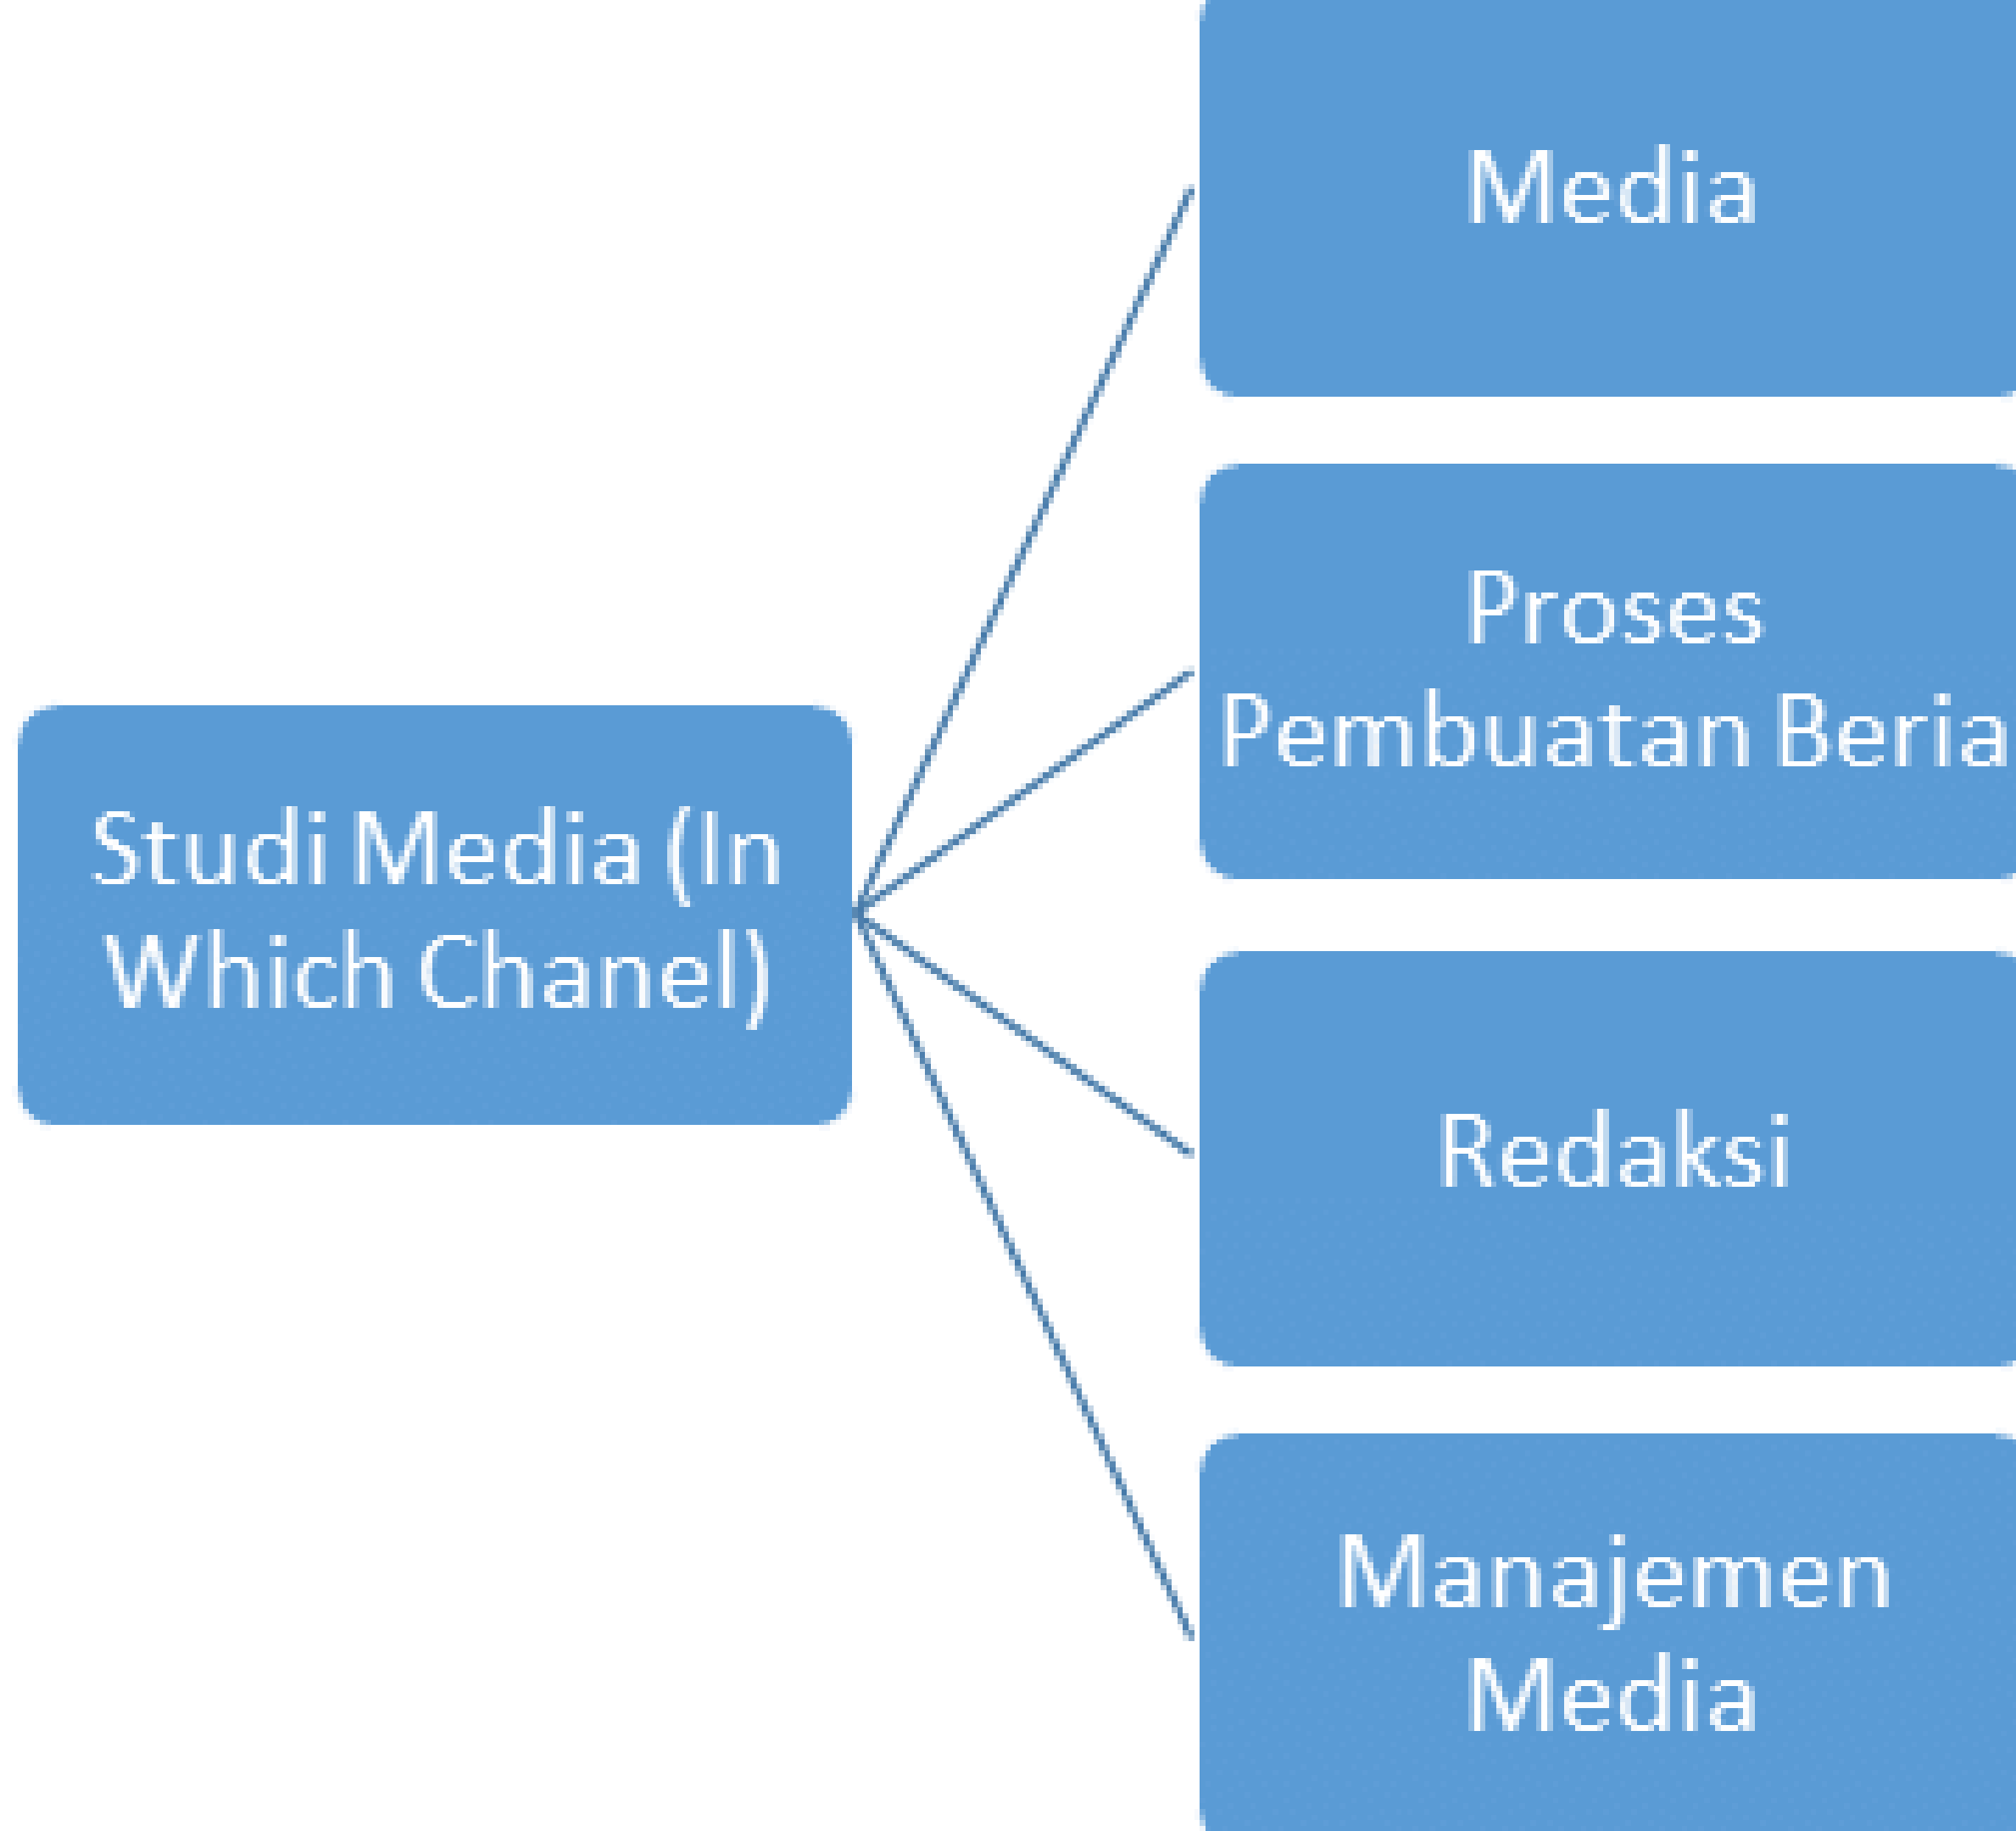 Media
Proses
Pembuatan Beria
Studi Media (In
Which Chanel)
Redaksi
Manajemen
Media